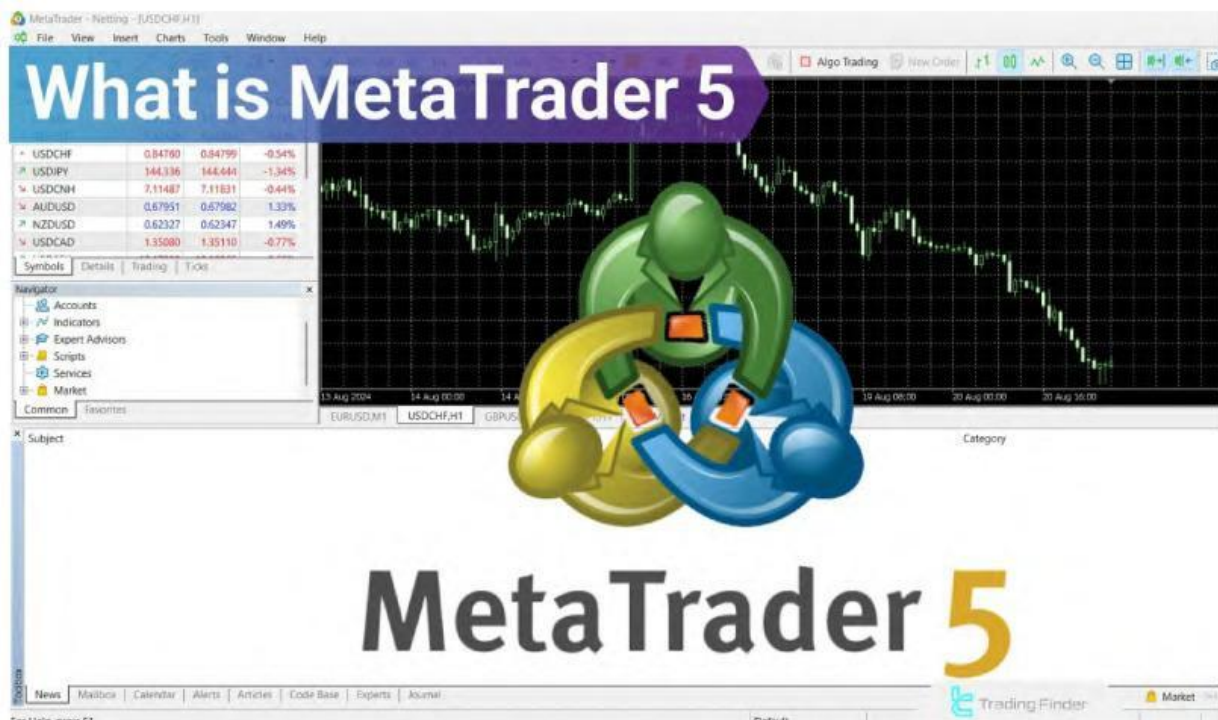 MetaTrader - Netting - [USDCHF,H1]
File View Insert Charts Tools Window Help
Algo Trading New Order
What is MetaTrader 5
USDCHF 0.84760 0.84799 -0.54%
USDJPY 144.336 144.444 -1.34%
USDCNH 7.11487 7.11831 -0.44%
AUDUSD 0.67951 0.67982 1.33%
NZDUSD 0.62327 0.62347 1.49%
USDCAD 1.35080 1.35110 -0.77%
Symbols Details Trading Ticks
Navigator
Accounts
Indicators
Expert Advisors
Scripts
Services
Market
Common Favorites
13 Aug 2024 14 Aug 00:00 14 A 16 19 Aug 08:00 20 Aug 00:00 20 Aug 16:00
EURUSD,M1 USDCHF,H1 GBPUS
Subject Category
MetaTrader 5
Toolbox
News Mailbox Calendar Alerts Articles Code Base Experts Journal
Trading Finder
Market